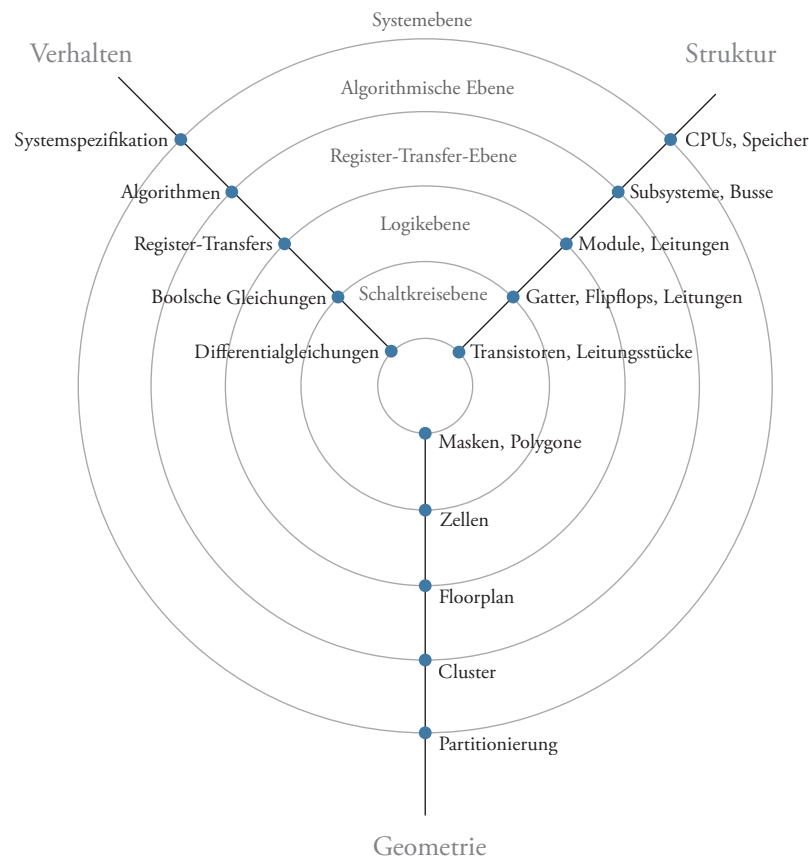 Systemebene
Verhalten
Struktur
Algorithmische Ebene
Systemspezifikation
CPUs, Speicher
Register-Transfer-Ebene
Algorithmen
Subsysteme, Busse
Logikebene
Register-Transfers
Module, Leitungen
Schaltkreisebene
Boolsche Gleichungen
Gatter, Flipflops, Leitungen
Differentialgleichungen
Transistoren, Leitungsstücke
Masken, Polygone
Zellen
Floorplan
Cluster
Partitionierung
Geometrie